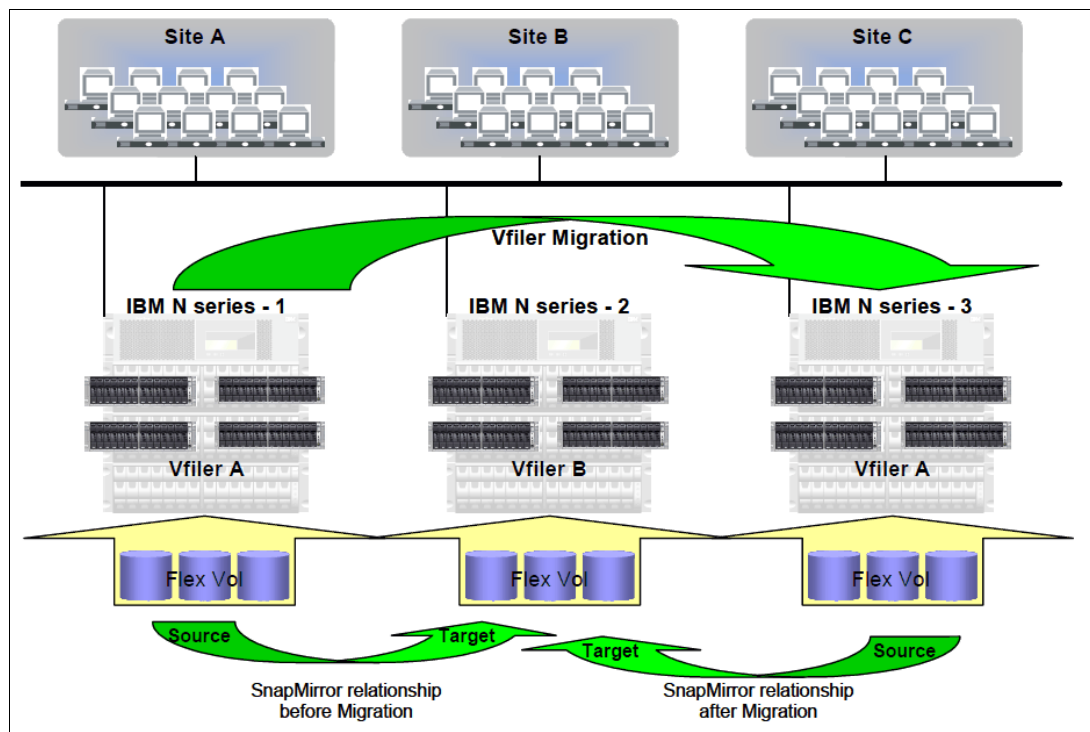 Site A
Site B
Site C
Vfiler Migration
IBM N series - 1
IBM N series - 2
IBM N series - 3
Vfiler A
Vfiler B
Vfiler A
Flex Vol
Flex Vol
Flex Vol
Source
Target
Target
Source
SnapMirror relationship
before Migration
SnapMirror relationship
after Migration